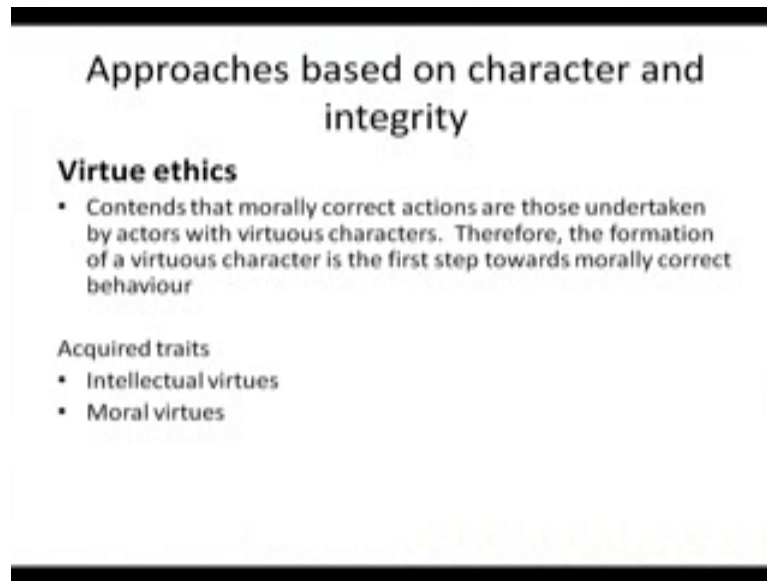 Approaches based on character and
integrity
Virtue ethics
▪ Contends that morally correct actions are those undertaken
by actors with virtuous characters. Therefore, the formation
of a virtuous character is the first step towards morally correct
behaviour
Acquired traits
▪ Intellectual virtues
▪ Moral virtues